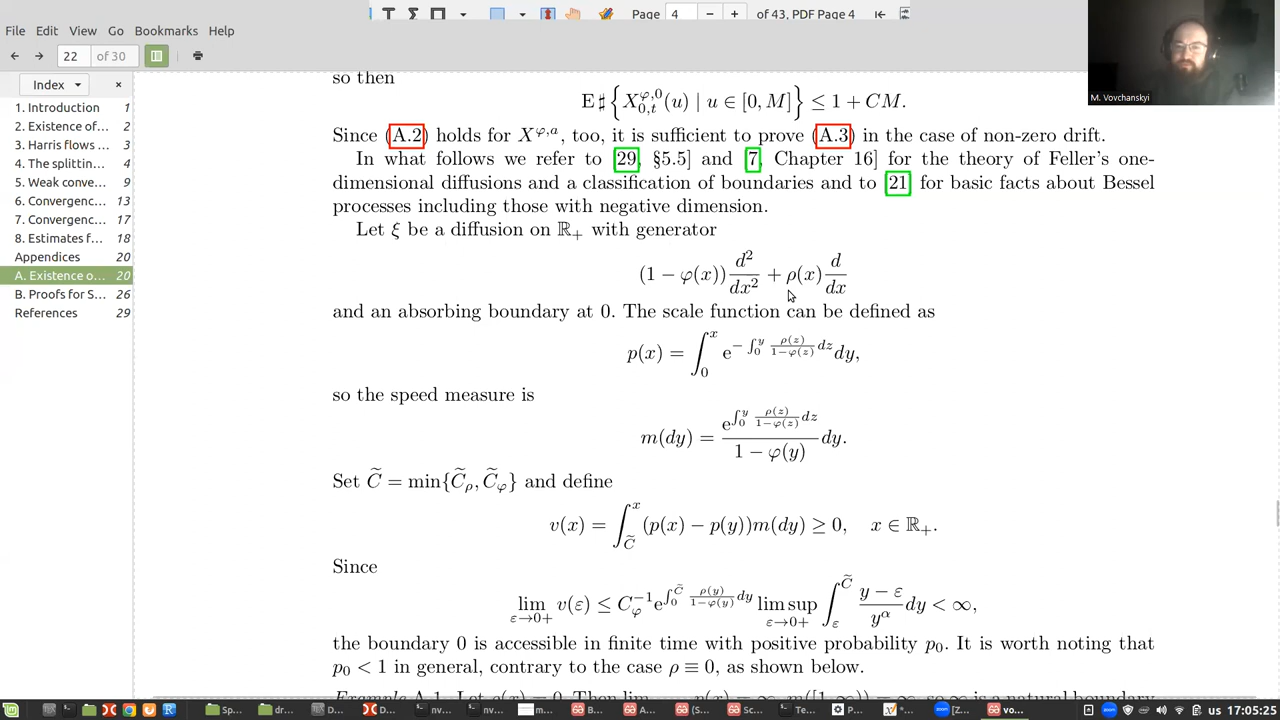 Page 4 − + of 43, PDF Page 4
File Edit View Go Bookmarks Help
22 of 30
Index
1. Introduction 1
2. Existence of… 2
3. Harris flows … 3
4. The splittin… 4
5. Weak conve… 9
6. Convergenc… 13
7. Convergenc… 17
8. Estimates f… 18
Appendices 20
A. Existence o… 20
B. Proofs for S… 26
References 29
M. Vovchanskyi
so then
E♯{X^{φ,0}_{0,t}(u) | u ∈ [0, M]} ≤ 1 + CM.
Since (A.2) holds for X^{φ,a}, too, it is sufficient to prove (A.3) in the case of non-zero drift.
In what follows we refer to [29, §5.5] and [7, Chapter 16] for the theory of Feller's one-
dimensional diffusions and a classification of boundaries and to [21] for basic facts about Bessel
processes including those with negative dimension.
Let ξ be a diffusion on ℝ₊ with generator
(1 − φ(x)) d²/dx² + ρ(x) d/dx
and an absorbing boundary at 0. The scale function can be defined as
p(x) = ∫_0^x e^{−∫_0^y ρ(z)/(1−φ(z)) dz} dy,
so the speed measure is
m(dy) = e^{∫_0^y ρ(z)/(1−φ(z)) dz}/(1 − φ(y)) dy.
Set C̃ = min{C̃_ρ, C̃_φ} and define
v(x) = ∫_{C̃}^x (p(x) − p(y))m(dy) ≥ 0, x ∈ ℝ₊.
Since
lim_{ε→0+} v(ε) ≤ C_φ^{−1} e^{∫_0^{C̃} ρ(y)/(1−φ(y)) dy} lim sup_{ε→0+} ∫_ε^{C̃} (y − ε)/y^α dy < ∞,
the boundary 0 is accessible in finite time with positive probability p₀. It is worth noting that
p₀ < 1 in general, contrary to the case ρ ≡ 0, as shown below.
us 17:05:25